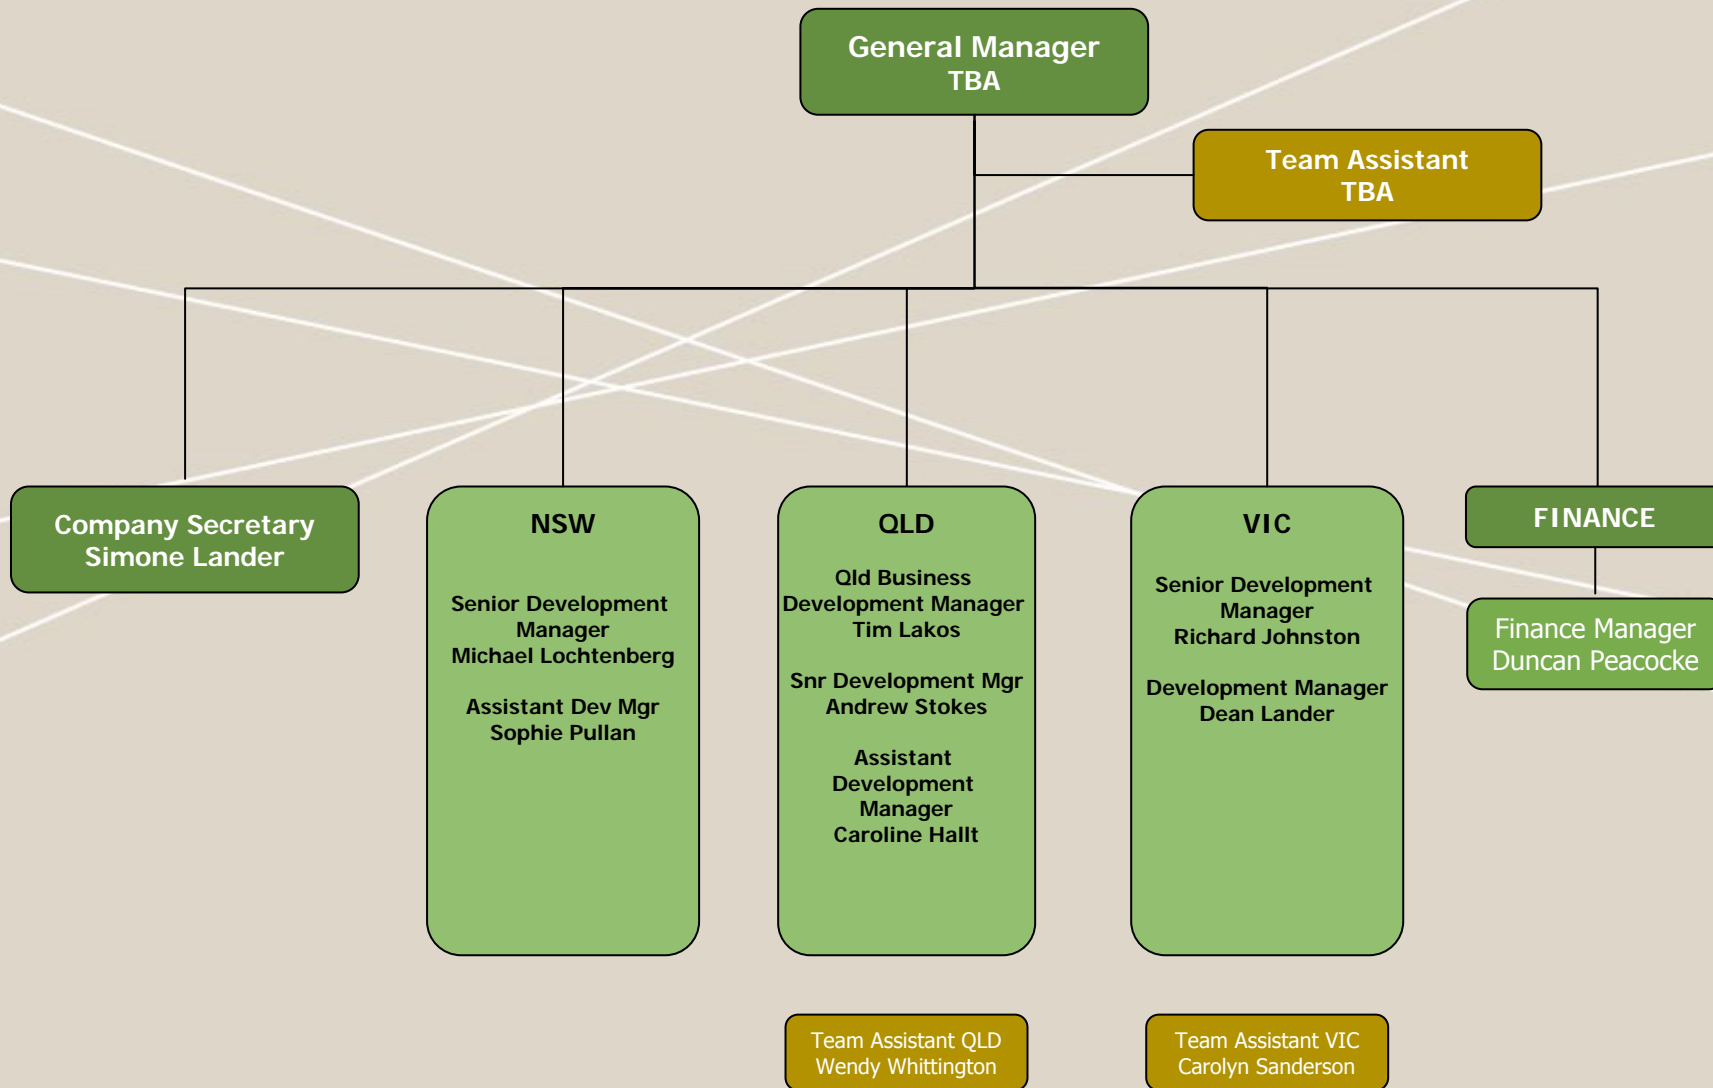 General Manager
TBA
Team Assistant
TBA
Company Secretary
Simone Lander
NSW
Senior Development
Manager
Michael Lochtenberg
Assistant Dev Mgr
Sophie Pullan
QLD
Qld Business
Development Manager
Tim Lakos
Snr Development Mgr
Andrew Stokes
Assistant
Development
Manager
Caroline Hallt
VIC
Senior Development
Manager
Richard Johnston
Development Manager
Dean Lander
FINANCE
Finance Manager
Duncan Peacocke
Team Assistant QLD
Wendy Whittington
Team Assistant VIC
Carolyn Sanderson